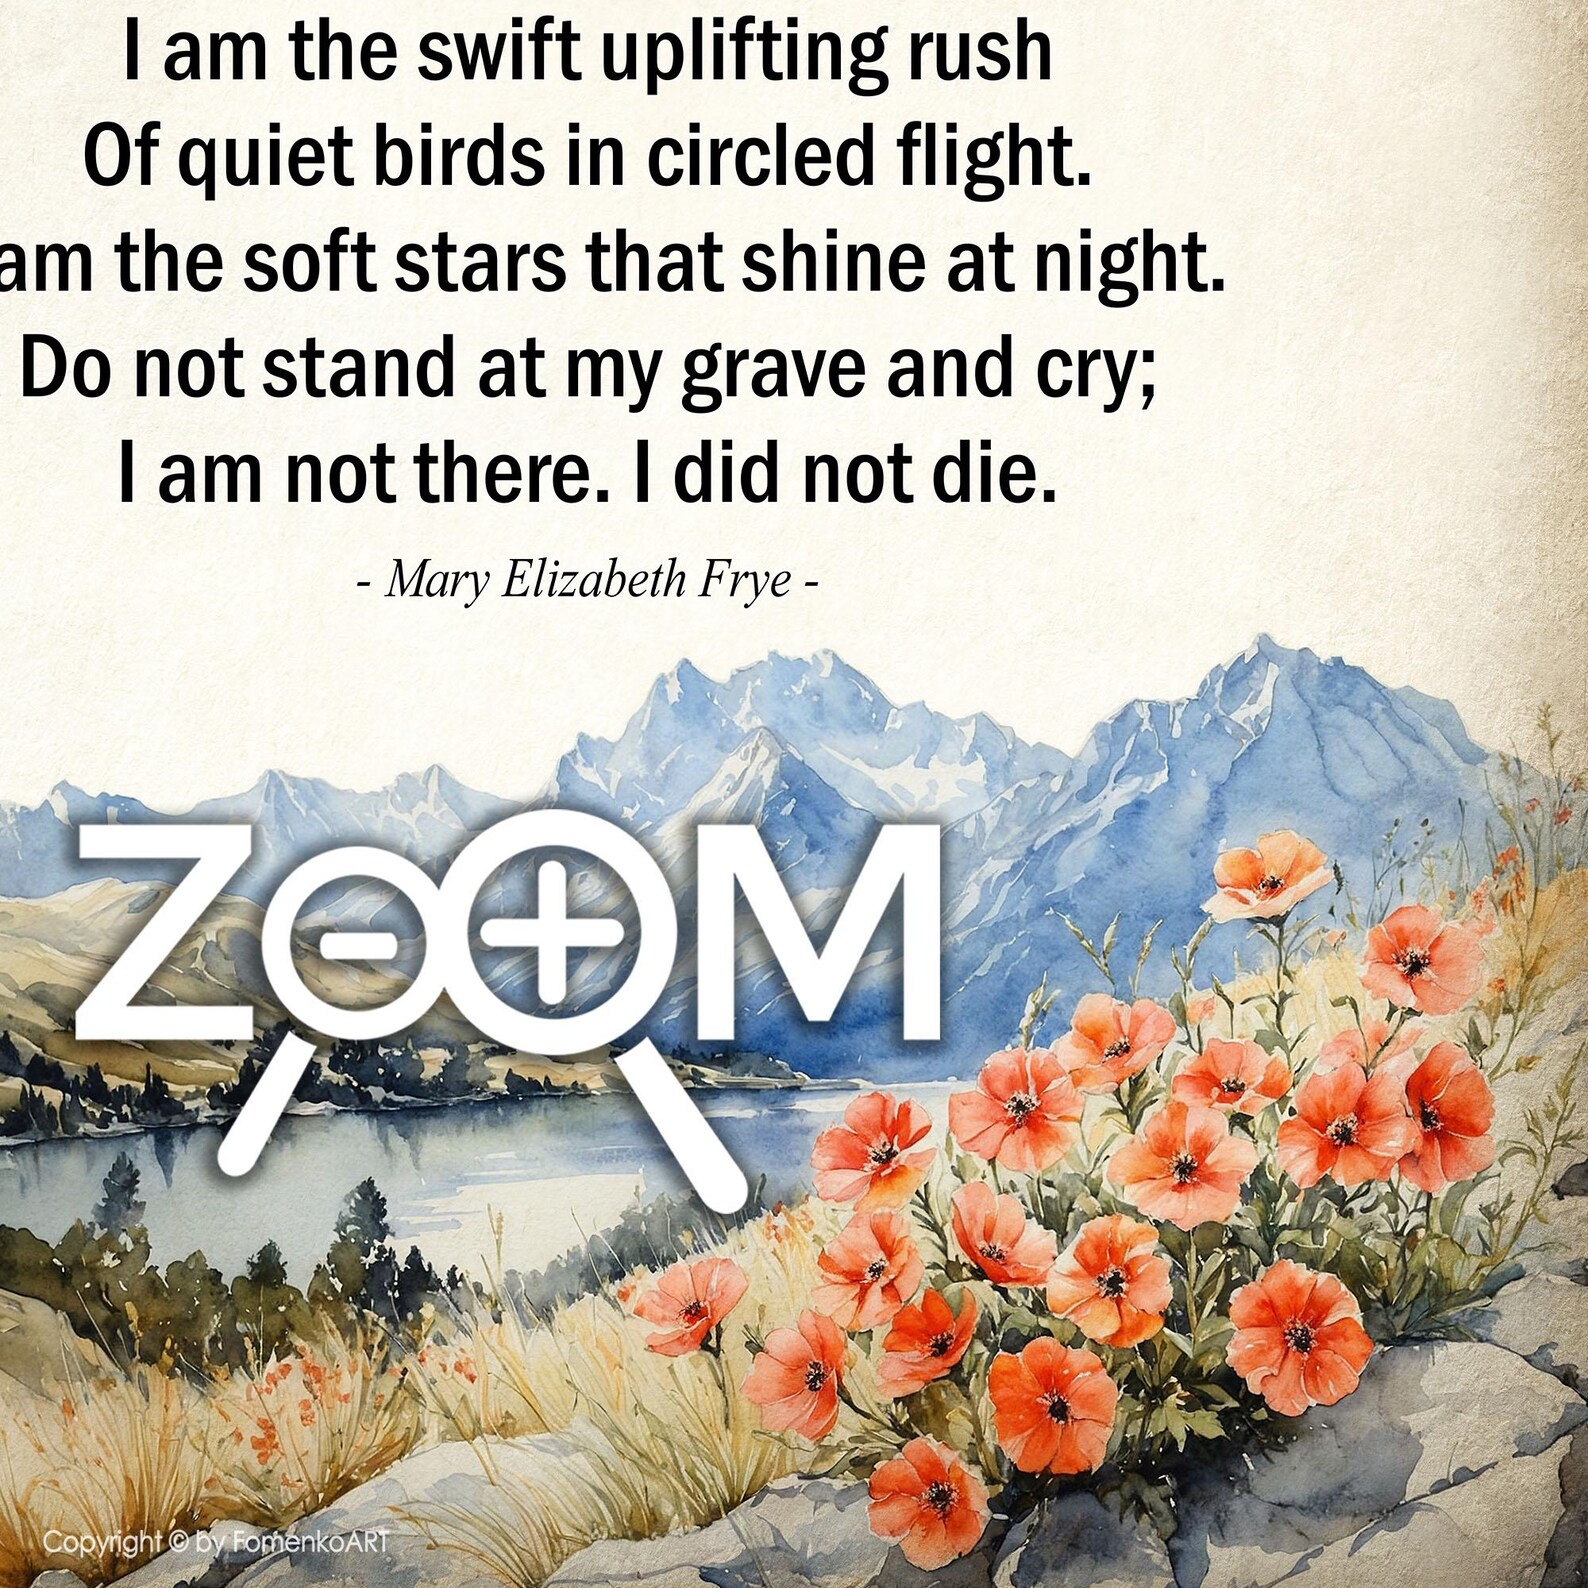 I am the swift uplifting rush
Of quiet birds in circled flight.
am the soft stars that shine at night.
Do not stand at my grave and cry;
I am not there. I did not die.
- Mary Elizabeth Frye -
ZOOM
Copyright © by FomenkoART